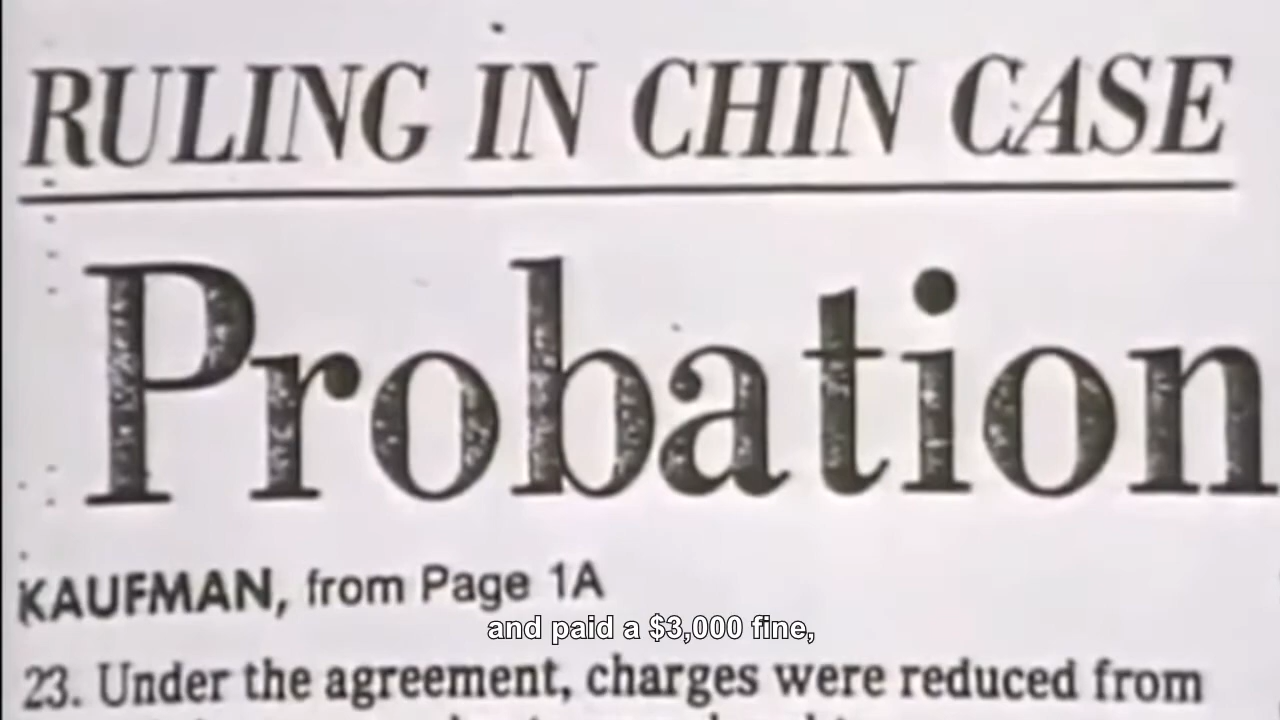 RULING IN CHIN CASE
Probation
KAUFMAN, from Page 1A
and paid a $3,000 fine,
23. Under the agreement, charges were reduced from